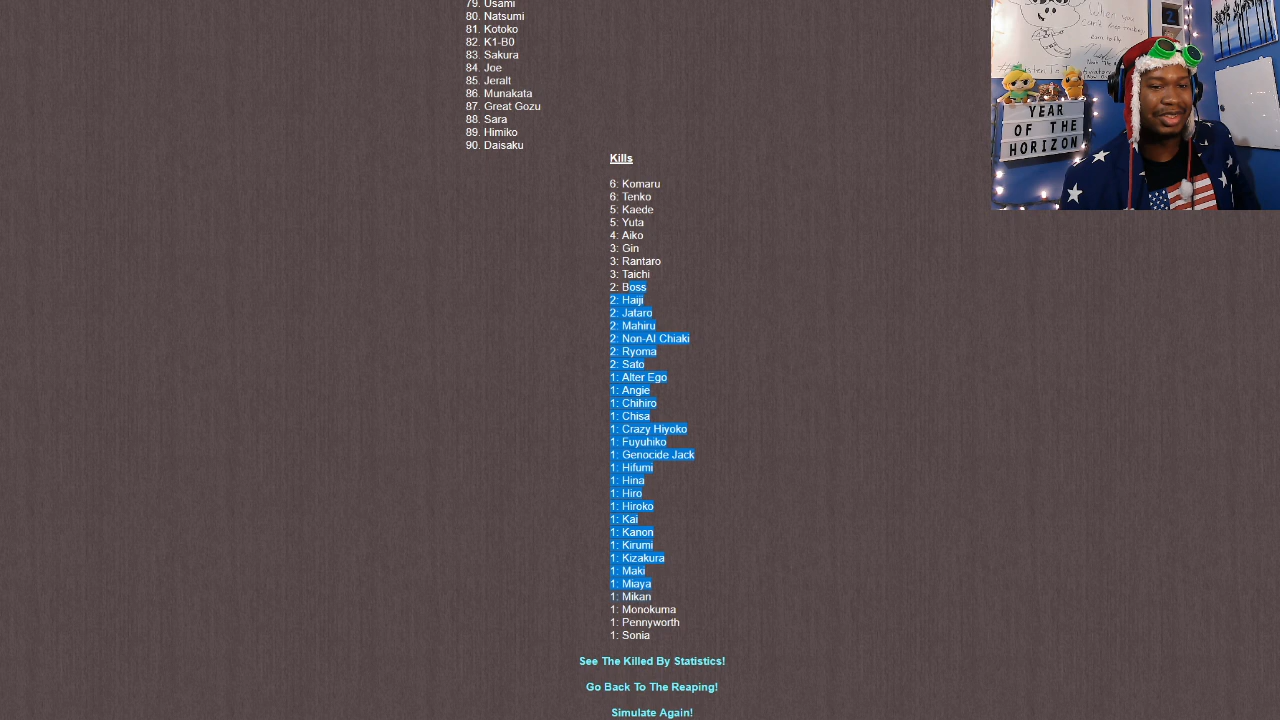 79. Usami
80. Natsumi
81. Kotoko
82. K1-B0
83. Sakura
84. Joe
85. Jeralt
86. Munakata
87. Great Gozu
88. Sara
89. Himiko
90. Daisaku
Kills
6: Komaru
6: Tenko
5: Kaede
5: Yuta
4: Aiko
3: Gin
3: Rantaro
3: Taichi
2: Boss
2: Haiji
2: Jataro
2: Mahiru
2: Non-AI Chiaki
2: Ryoma
2: Sato
1: Alter Ego
1: Angie
1: Chihiro
1: Chisa
1: Crazy Hiyoko
1: Fuyuhiko
1: Genocide Jack
1: Hifumi
1: Hina
1: Hiro
1: Hiroko
1: Kai
1: Kanon
1: Kirumi
1: Kizakura
1: Maki
1: Miaya
1: Mikan
1: Monokuma
1: Pennyworth
1: Sonia
See The Killed By Statistics!
Go Back To The Reaping!
Simulate Again!
YEAR
OF THE
HORIZON